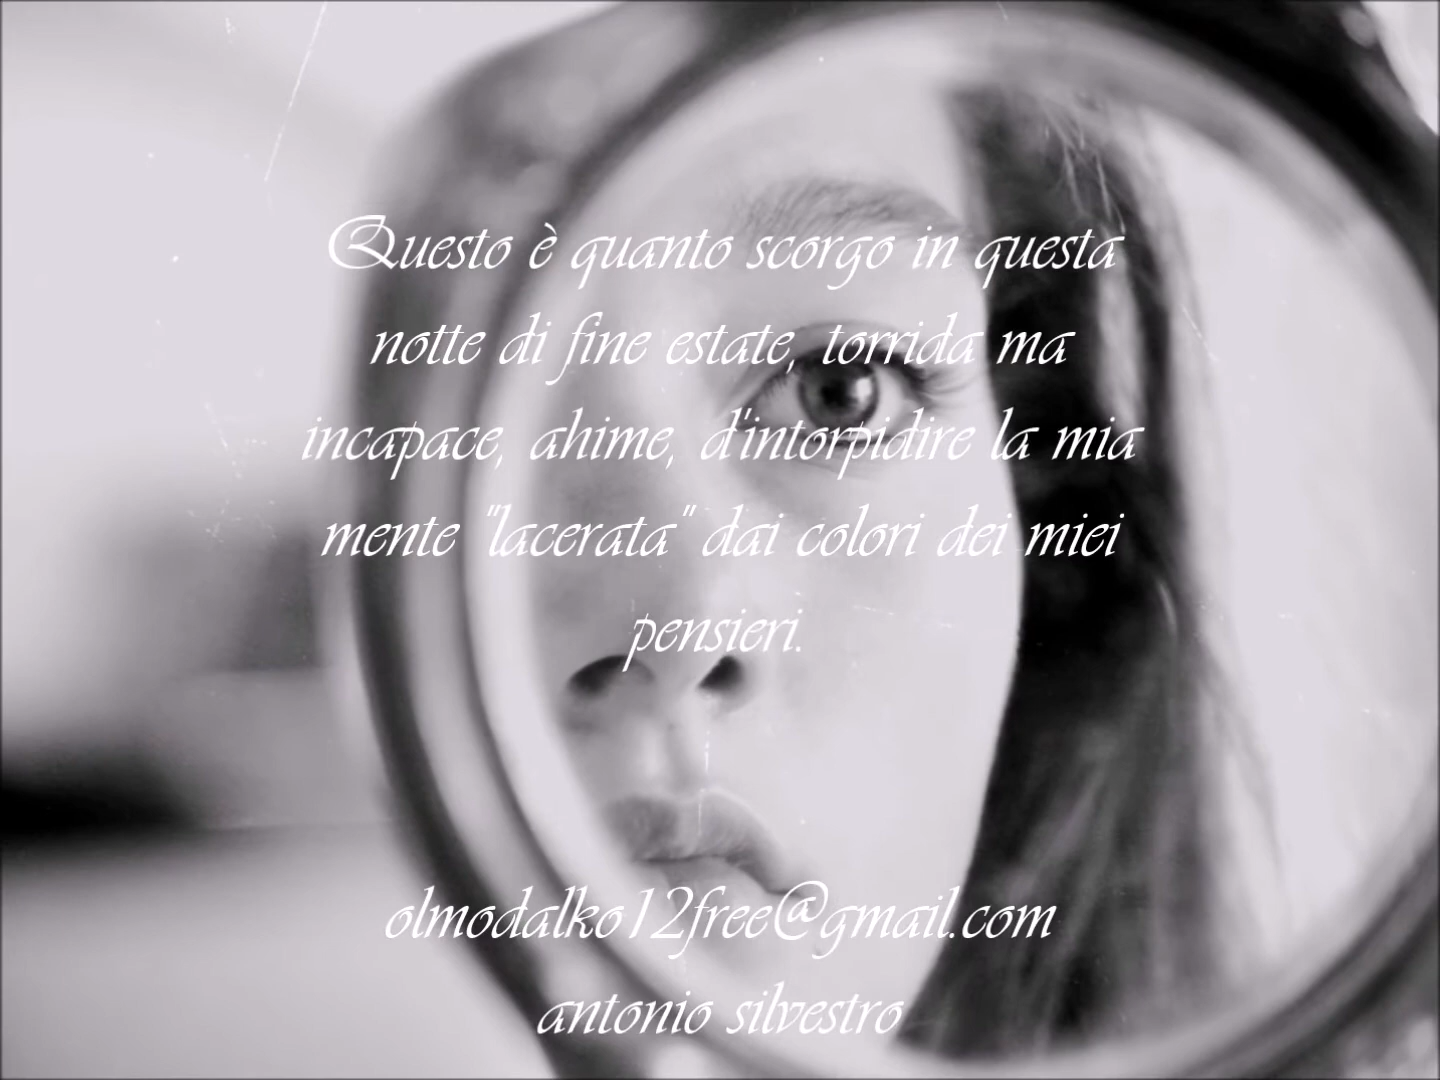 Questo è quanto scorgo in questa
notte di fine estate, torrida ma
incapace, ahime, d'intorpidire la mia
mente "lacerata" dai colori dei miei
pensieri.
olmodalko12free@gmail.com
antonio silvestro